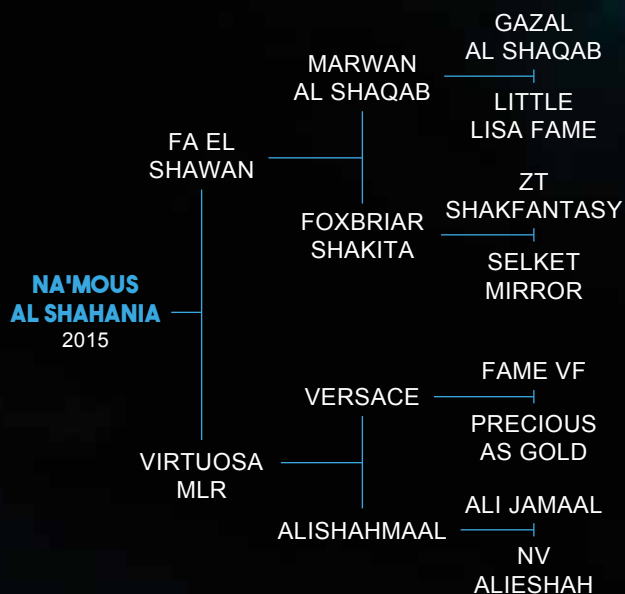 GAZAL
AL SHAQAB
MARWAN
AL SHAQAB
LITTLE
LISA FAME
FA EL
SHAWAN
ZT
SHAKFANTASY
FOXBRIAR
SHAKITA
SELKET
MIRROR
NA'MOUS
AL SHAHANIA
2015
FAME VF
VERSACE
PRECIOUS
AS GOLD
VIRTUOSA
MLR
ALI JAMAAL
ALISHAHMAAL
NV
ALIESHAH